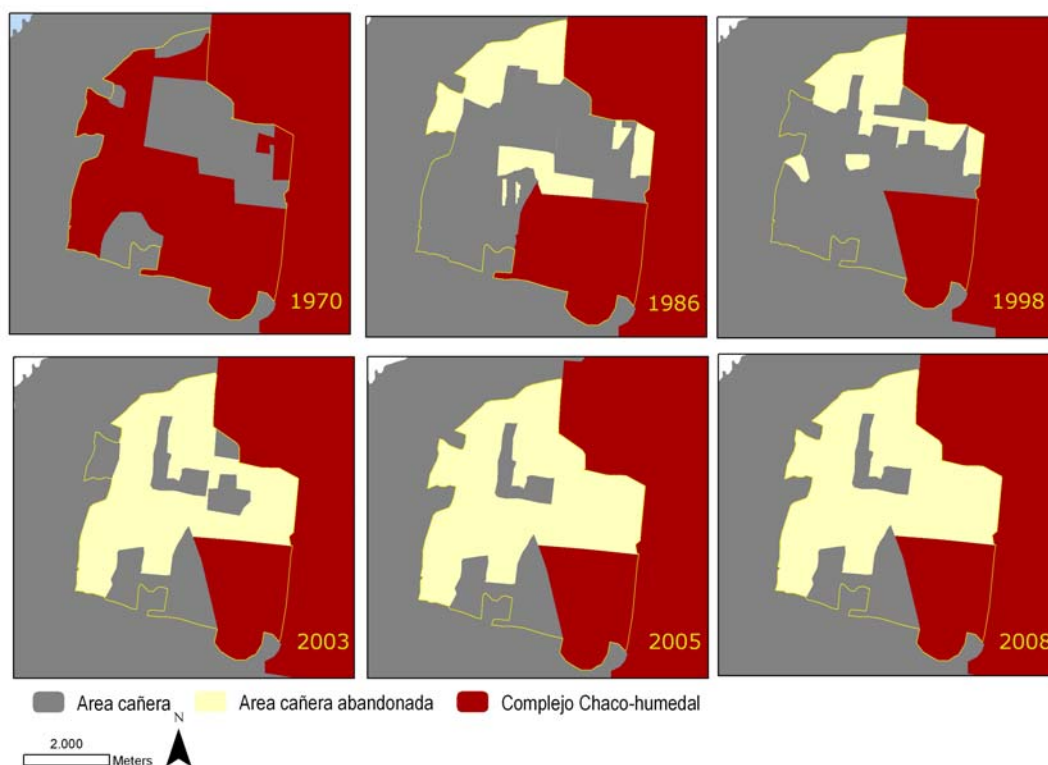 1970
1986
1998
2003
2005
2008
Area cañera
Area cañera abandonada
Complejo Chaco-humedal
N
2.000
Meters